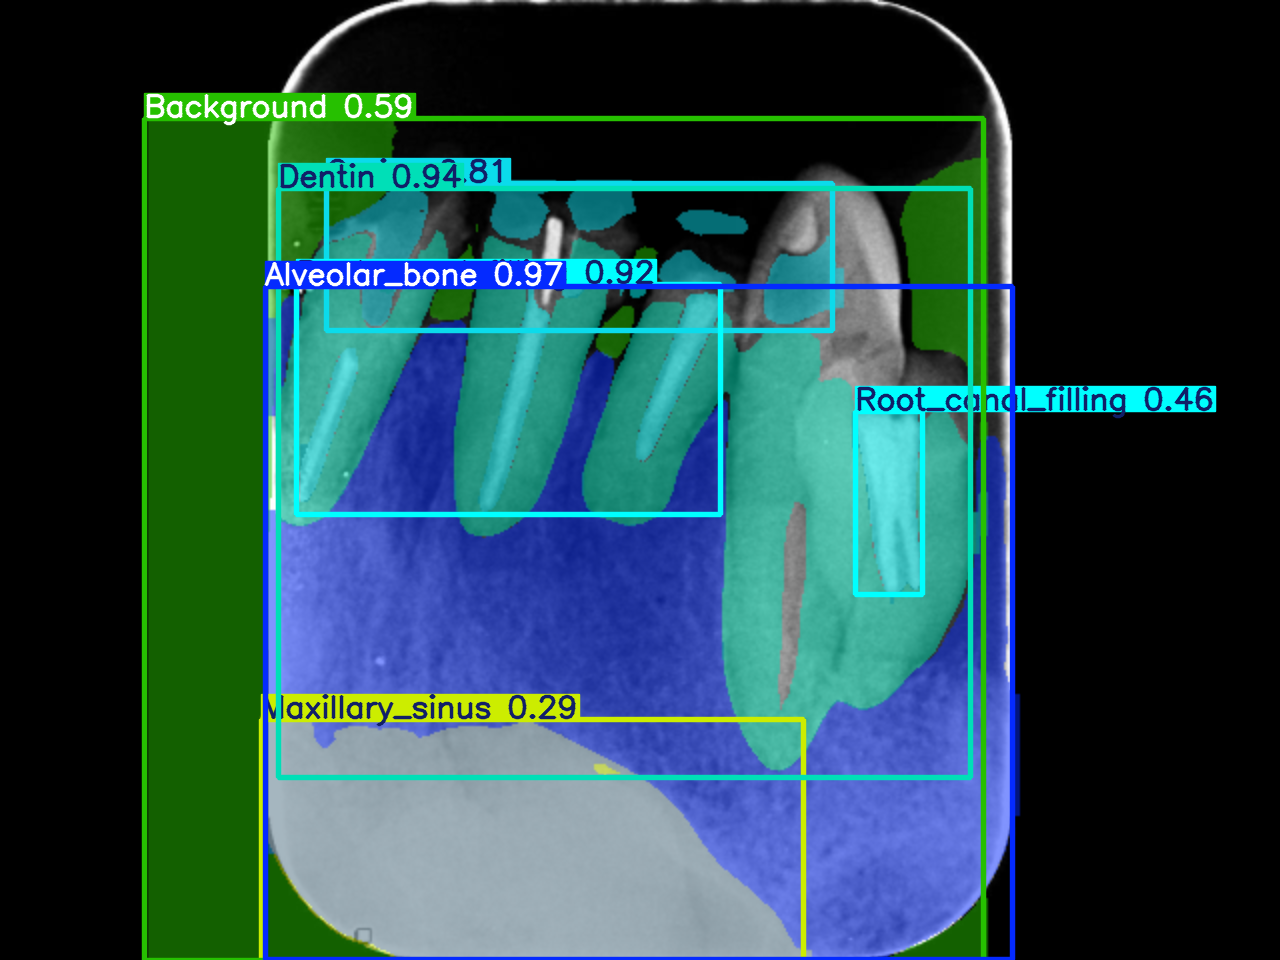 Background 0.59
.81
Dentin 0.94
0.92
Alveolar_bone 0.97
Root_canal_filling 0.46
Maxillary_sinus 0.29